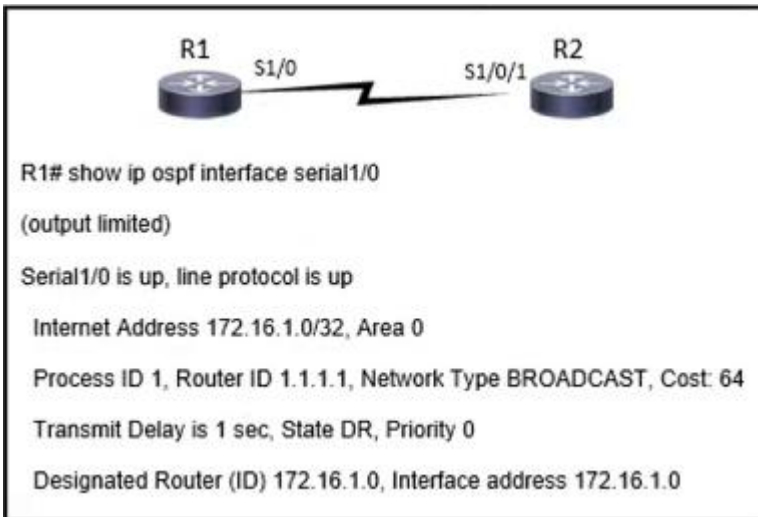 R1
R2
S1/0
S1/0/1
R1# show ip ospf interface serial1/0
(output limited)
Serial1/0 is up, line protocol is up
Internet Address 172.16.1.0/32, Area 0
Process ID 1, Router ID 1.1.1.1, Network Type BROADCAST, Cost: 64
Transmit Delay is 1 sec, State DR, Priority 0
Designated Router (ID) 172.16.1.0, Interface address 172.16.1.0